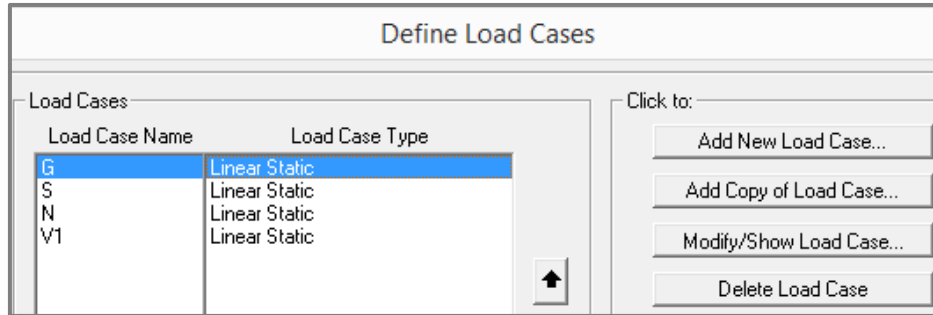 Define Load Cases
Load Cases
Load Case Name Load Case Type
G Linear Static
S Linear Static
N Linear Static
V1 Linear Static
Click to:
Add New Load Case...
Add Copy of Load Case...
Modify/Show Load Case...
Delete Load Case